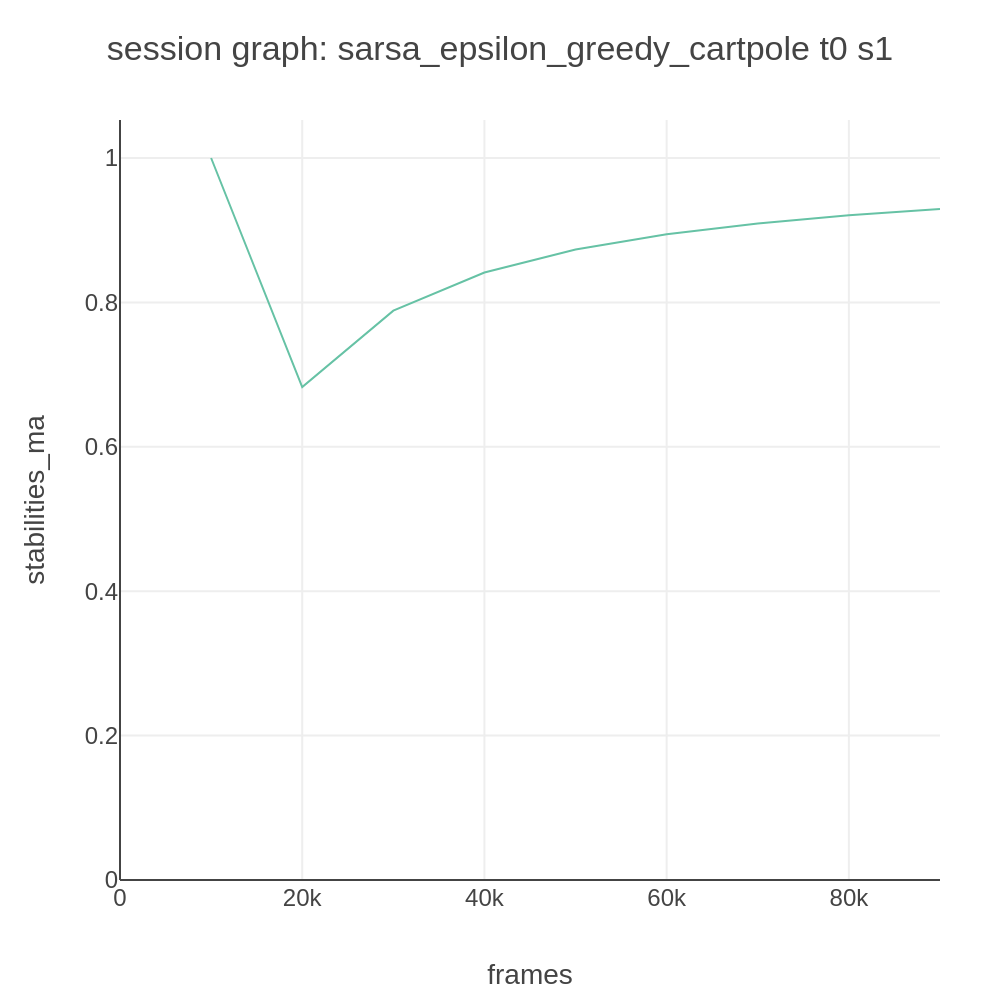 session graph: sarsa_epsilon_greedy_cartpole t0 s1
stabilities_ma
1
0.8
0.6
0.4
0.2
0
0
20k
40k
60k
80k
frames